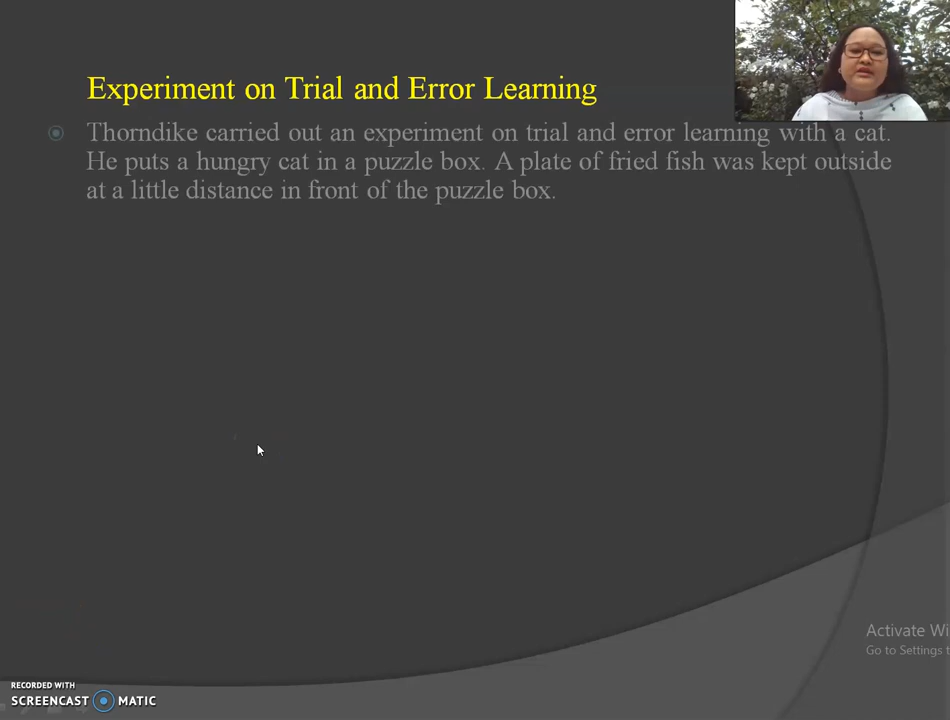 Experiment on Trial and Error Learning
Thorndike carried out an experiment on trial and error learning with a cat.
He puts a hungry cat in a puzzle box. A plate of fried fish was kept outside
at a little distance in front of the puzzle box.
Activate Wi
Go to Settings t
RECORDED WITH
SCREENCAST MATIC